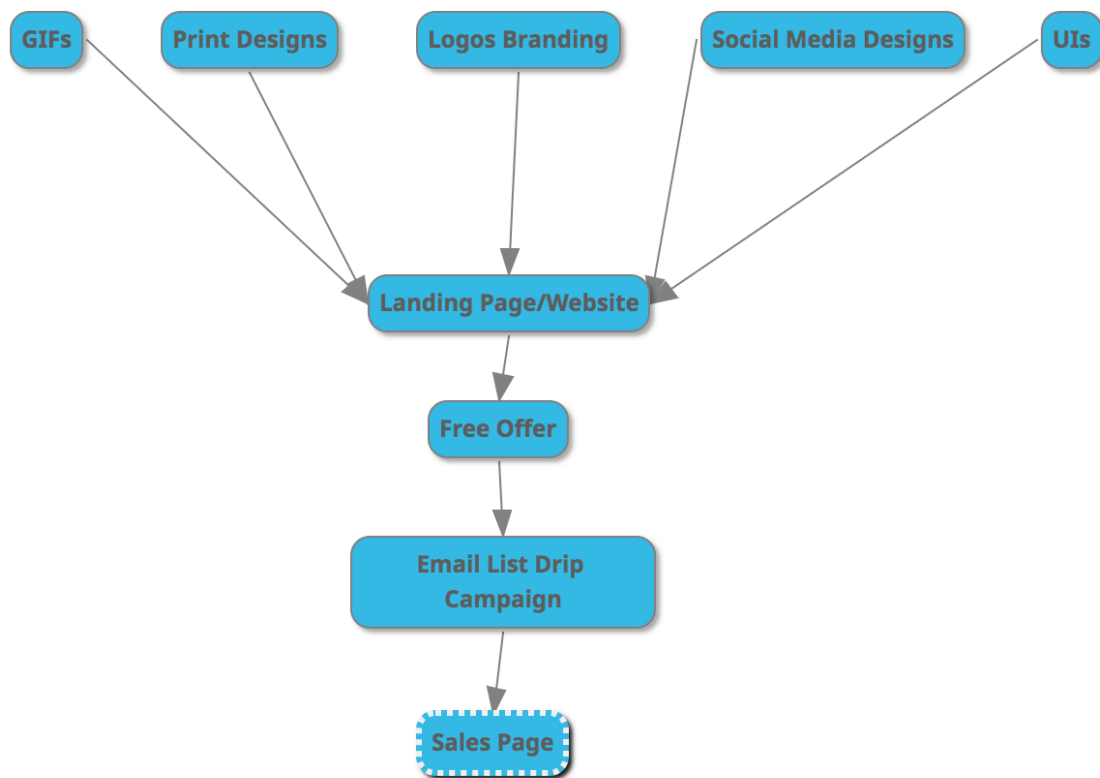 GIFs
Print Designs
Logos Branding
Social Media Designs
UIs
Landing Page/Website
Free Offer
Email List Drip
Campaign
Sales Page